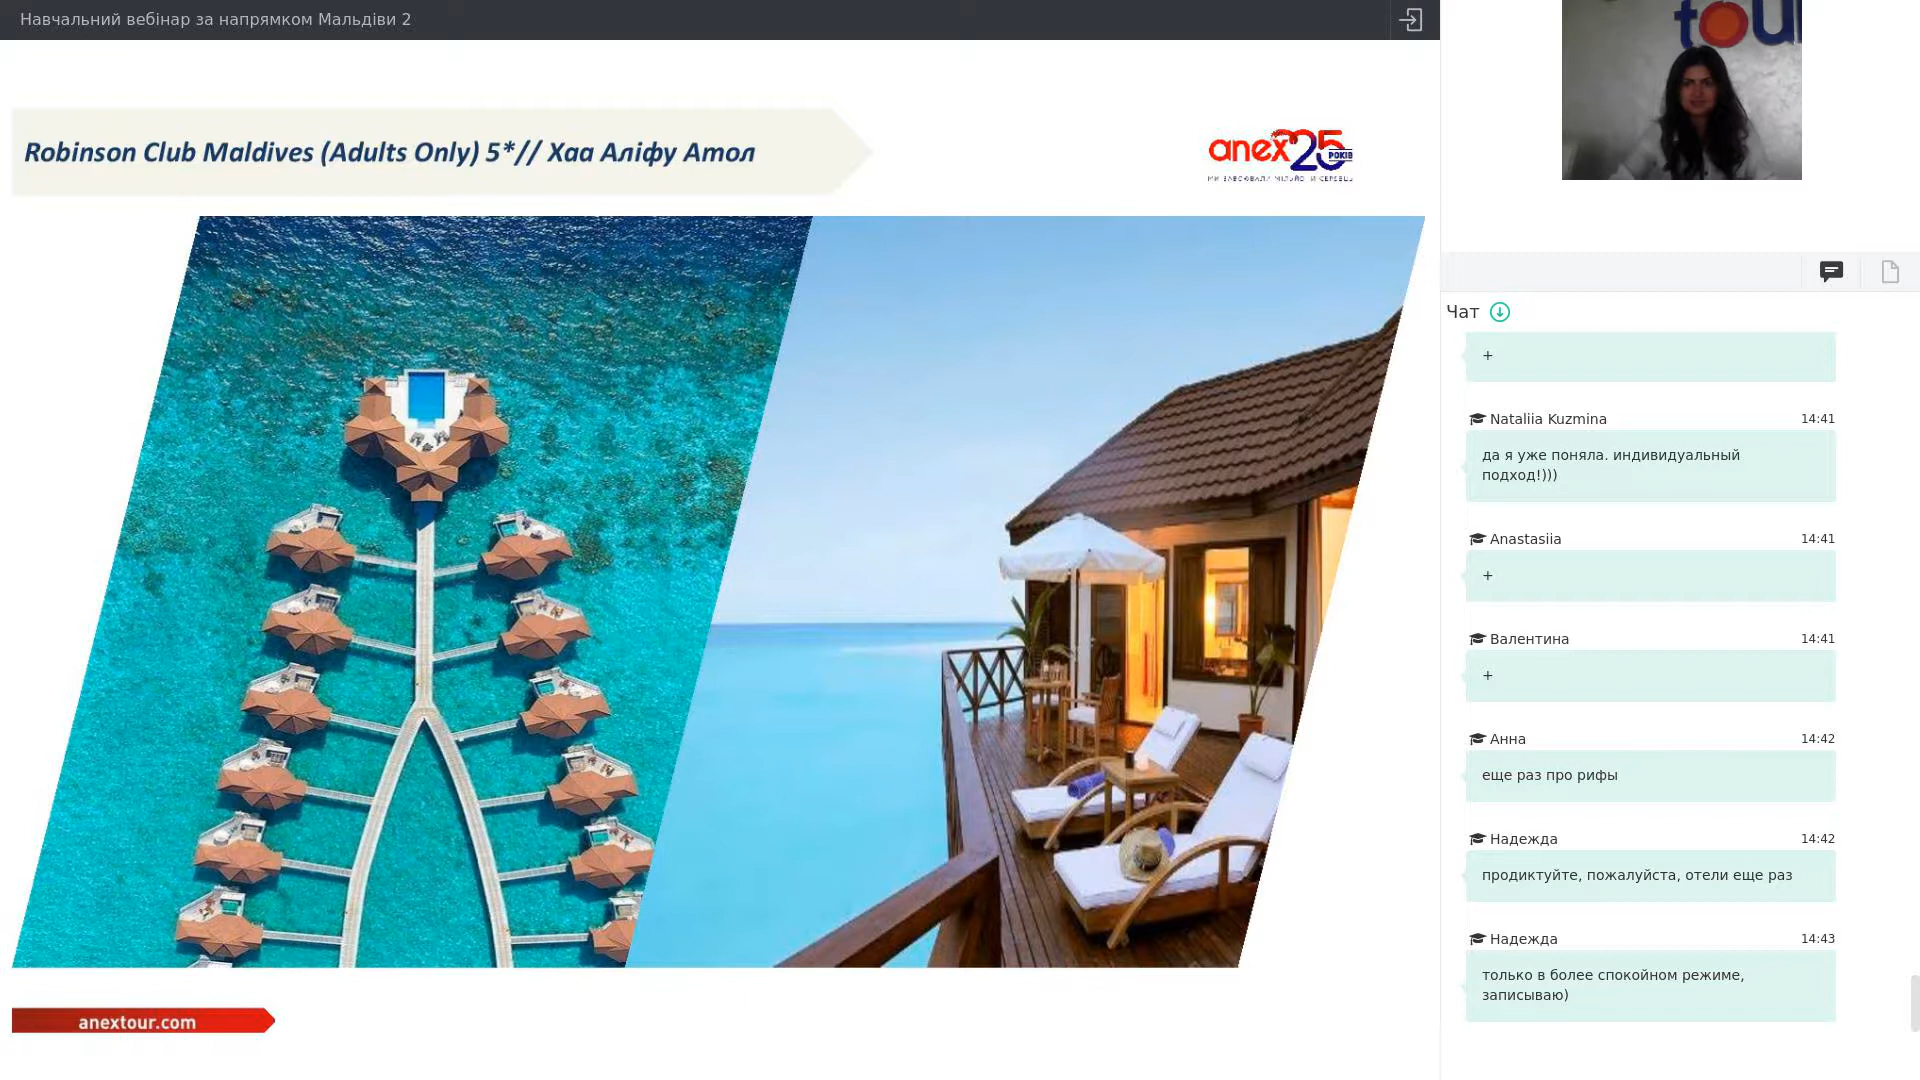 Навчальний вебінар за напрямком Мальдіви 2
tour
Robinson Club Maldives (Adults Only) 5*// Хаа Аліфу Атол
anex25
РОКІВ
Чат
+
Nataliia Kuzmina 14:41
да я уже поняла. индивидуальный
подход!)))
Anastasiia 14:41
+
Валентина 14:41
+
Анна 14:42
еще раз про рифы
Надежда 14:42
продиктуйте, пожалуйста, отели еще раз
Надежда 14:43
только в более спокойном режиме,
записываю)
anextour.com